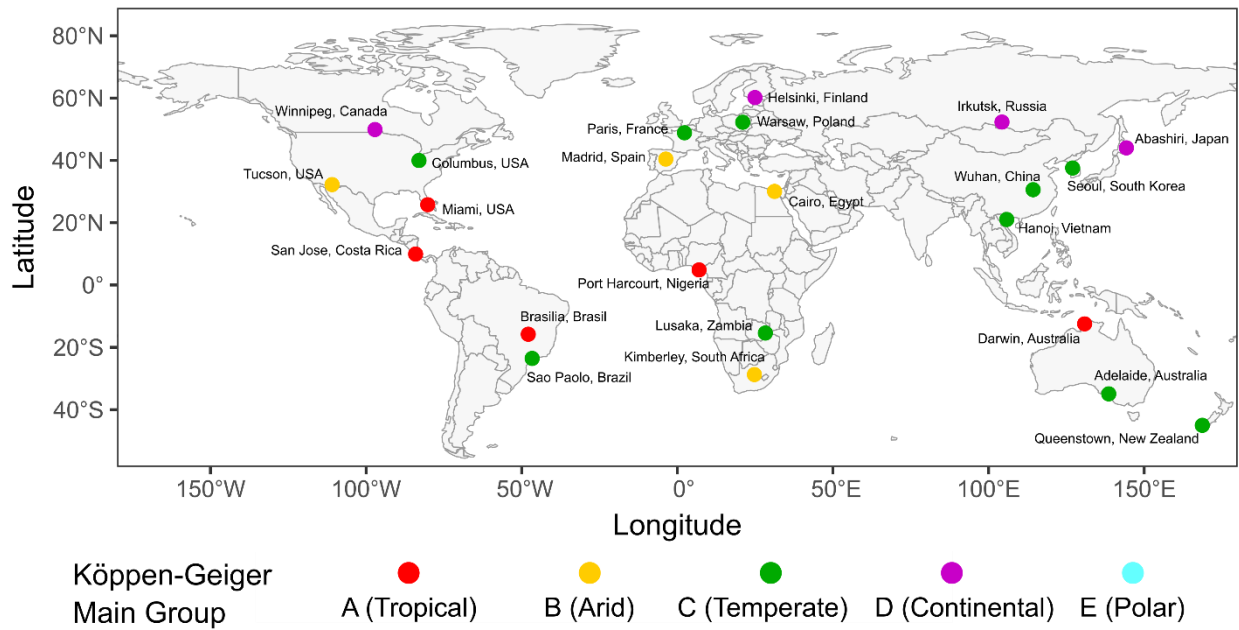 80°N
60°N
40°N
20°N
0°
20°S
40°S
Latitude
Winnipeg, Canada
Helsinki, Finland
Irkutsk, Russia
Paris, France
Warsaw, Poland
Abashiri, Japan
Madrid, Spain
Columbus, USA
Tucson, USA
Wuhan, China
Seoul, South Korea
Cairo, Egypt
Miami, USA
Hanoi, Vietnam
San Jose, Costa Rica
Port Harcourt, Nigeria
Brasilia, Brasil
Lusaka, Zambia
Darwin, Australia
Kimberley, South Africa
Sao Paolo, Brazil
Adelaide, Australia
Queenstown, New Zealand
150°W
100°W
50°W
0°
50°E
100°E
150°E
Longitude
Köppen-Geiger
Main Group
A (Tropical)
B (Arid)
C (Temperate)
D (Continental)
E (Polar)